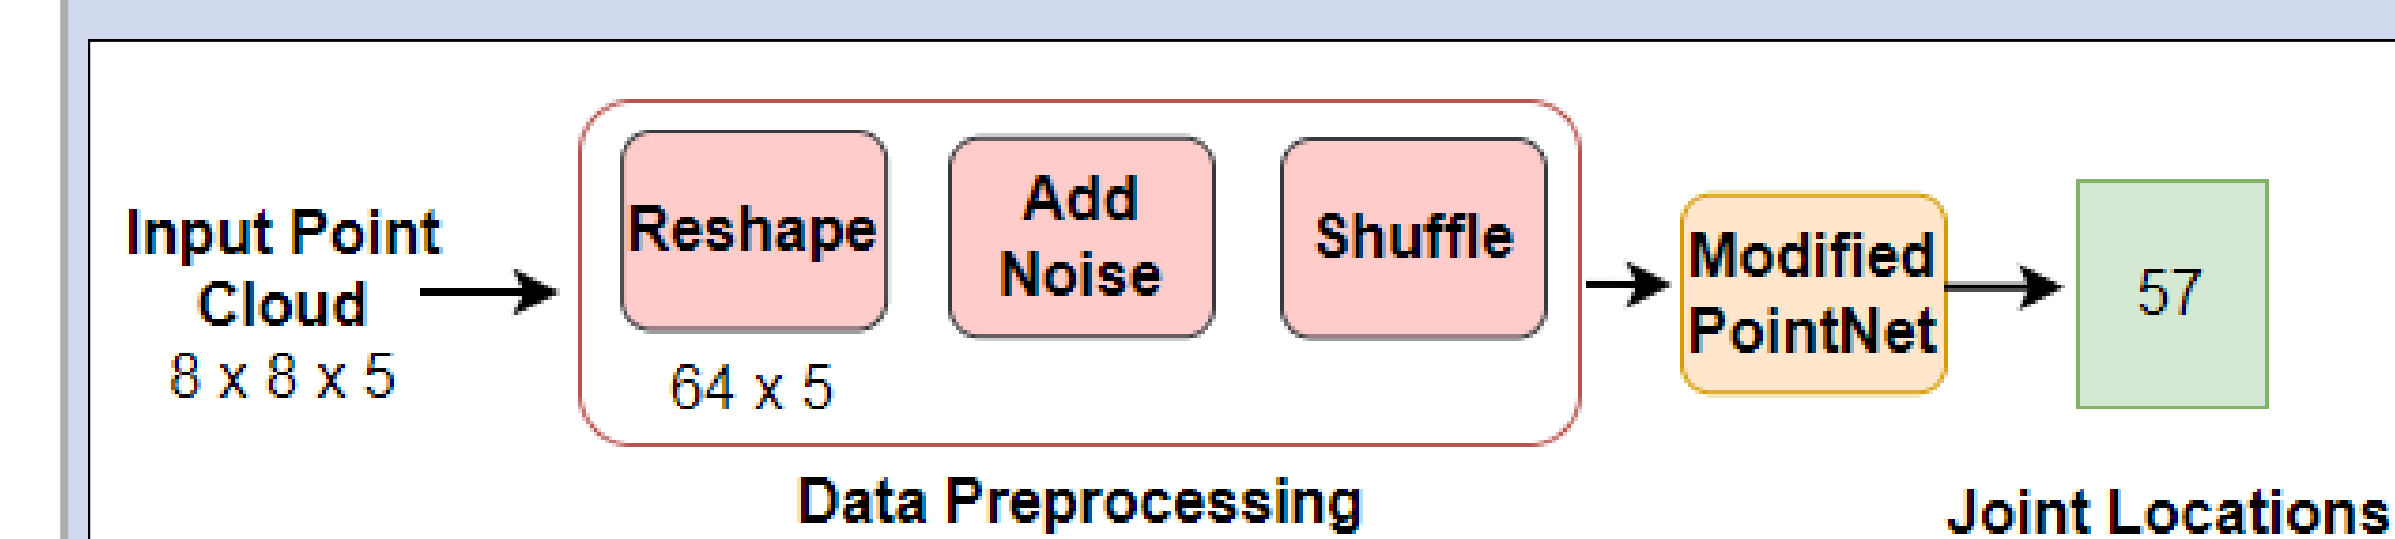 Input Point
Cloud
8 x 8 x 5
Reshape
64 x 5
Add
Noise
Shuffle
Data Preprocessing
Modified
PointNet
57
Joint Locations